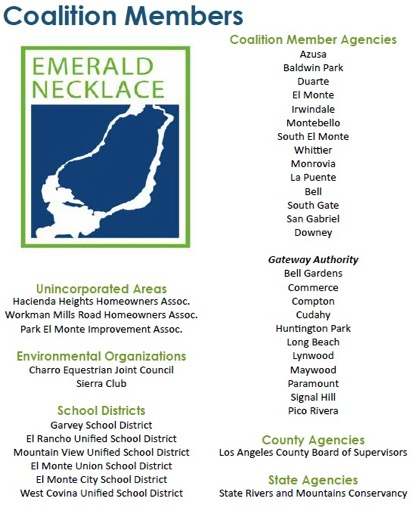 Coalition Members
EMERALD
NECKLACE
Unincorporated Areas
Hacienda Heights Homeowners Assoc.
Workman Mills Road Homeowners Assoc.
Park El Monte Improvement Assoc.
Environmental Organizations
Charro Equestrian Joint Council
Sierra Club
School Districts
Garvey School District
El Rancho Unified School District
Mountain View Unified School District
El Monte Union School District
El Monte City School District
West Covina Unified School District
Coalition Member Agencies
Azusa
Baldwin Park
Duarte
El Monte
Irwindale
Montebello
South El Monte
Whittier
Monrovia
La Puente
Bell
South Gate
San Gabriel
Downey
Gateway Authority
Bell Gardens
Commerce
Compton
Cudahy
Huntington Park
Long Beach
Lynwood
Maywood
Paramount
Signal Hill
Pico Rivera
County Agencies
Los Angeles County Board of Supervisors
State Agencies
State Rivers and Mountains Conservancy